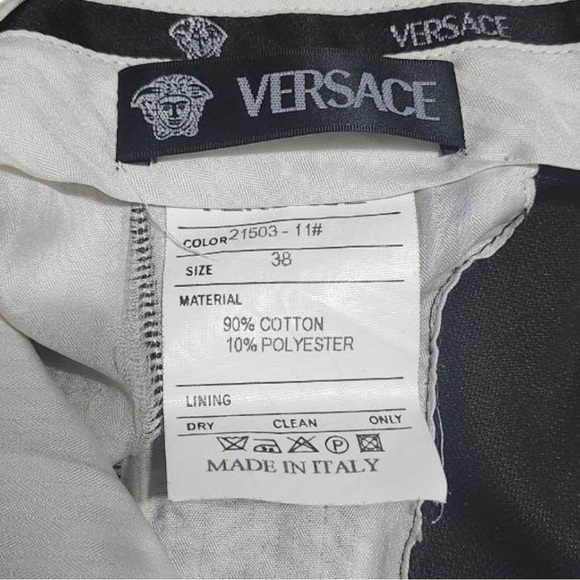 VERSACE
VERSACE
COLOR 21503-11#
SIZE 38
MATERIAL
90% COTTON
10% POLYESTER
LINING
DRY CLEAN ONLY
MADE IN ITALY